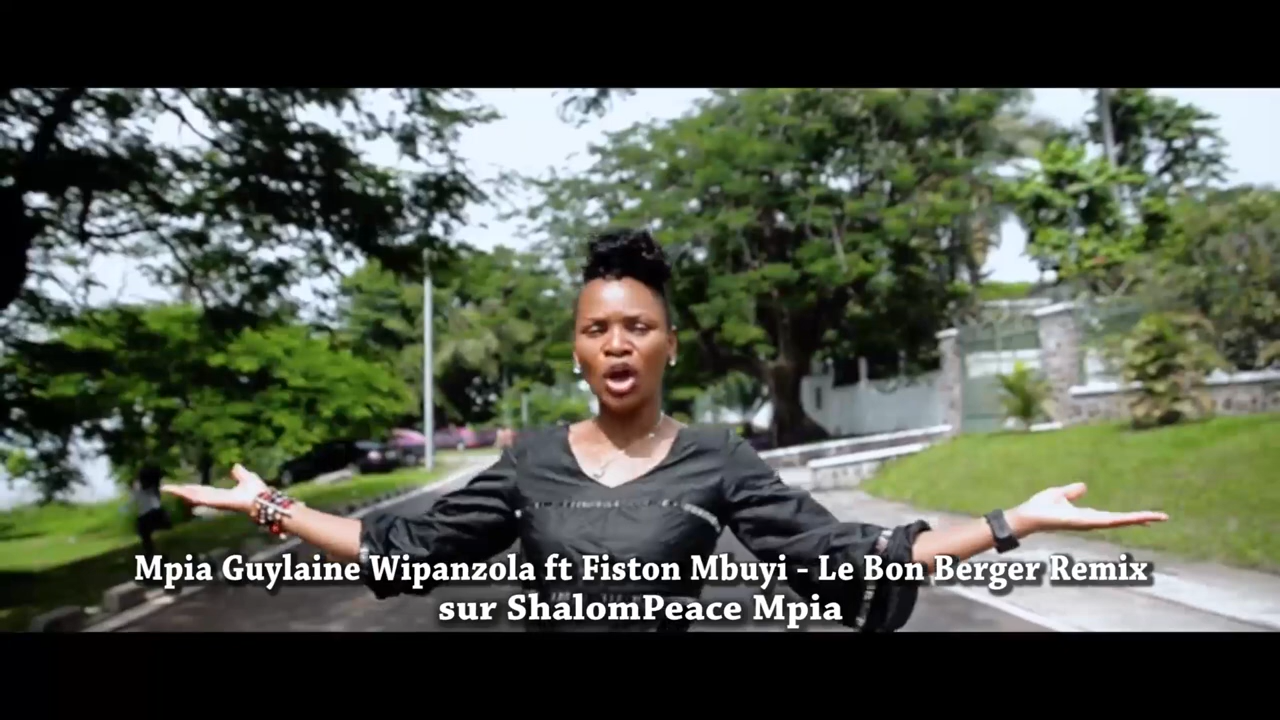 Mpia Guylaine Wipanzola ft Fiston Mbuyi - Le Bon Berger Remix
sur ShalomPeace Mpia